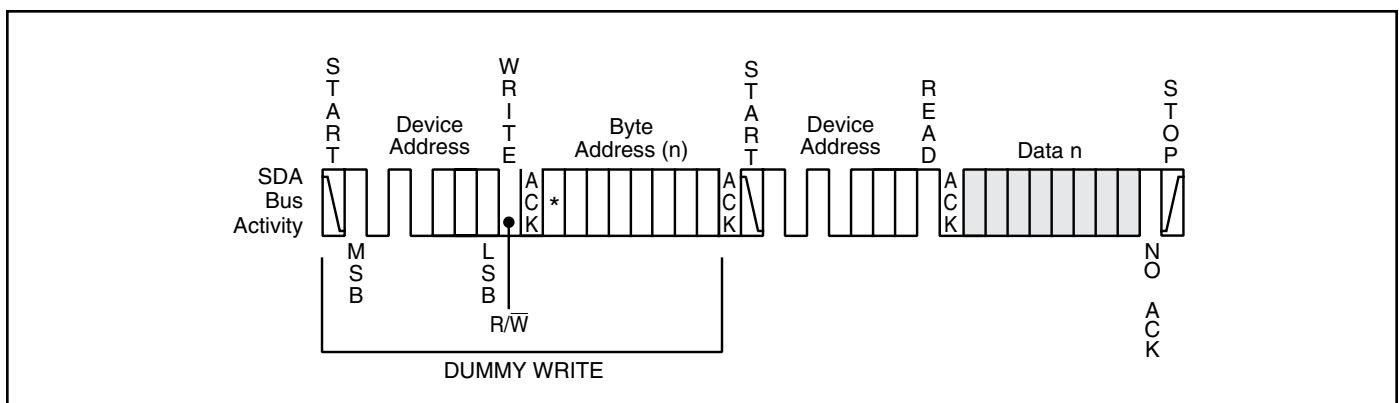 START
WRITE
START
READ
STOP
Device
Address
Byte
Address (n)
Device
Address
Data n
SDA
Bus
Activity
ACK
*
ACK
ACK
MSB
LSB
R/W̅
NO ACK
DUMMY WRITE